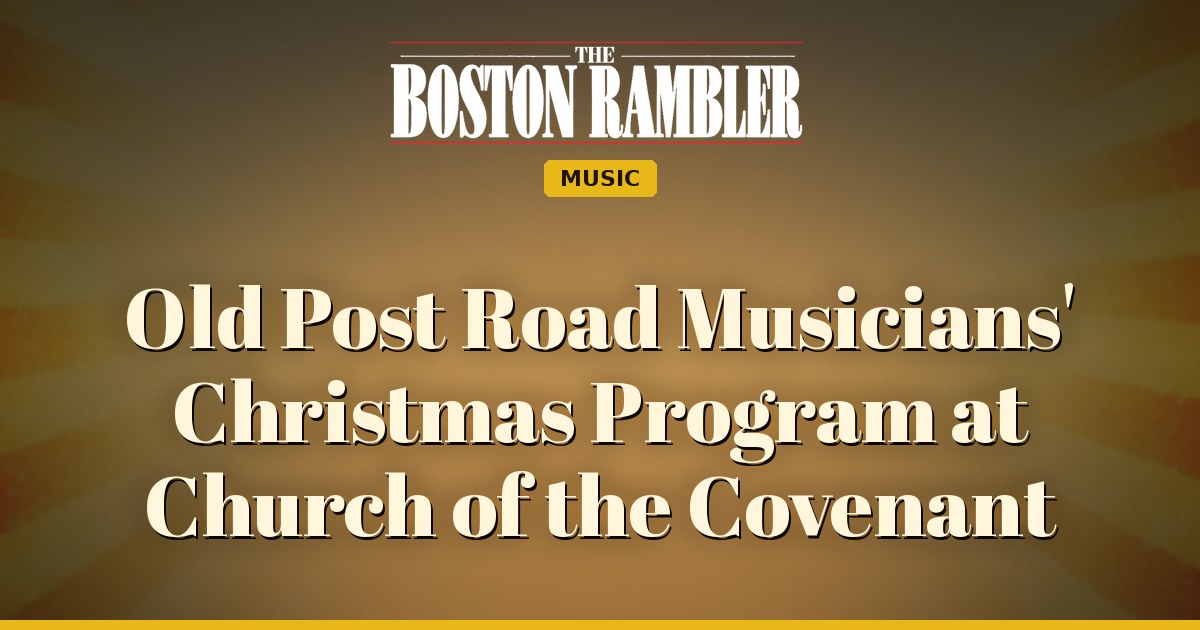 THE
BOSTON RAMBLER
MUSIC
Old Post Road Musicians'
Christmas Program at
Church of the Covenant